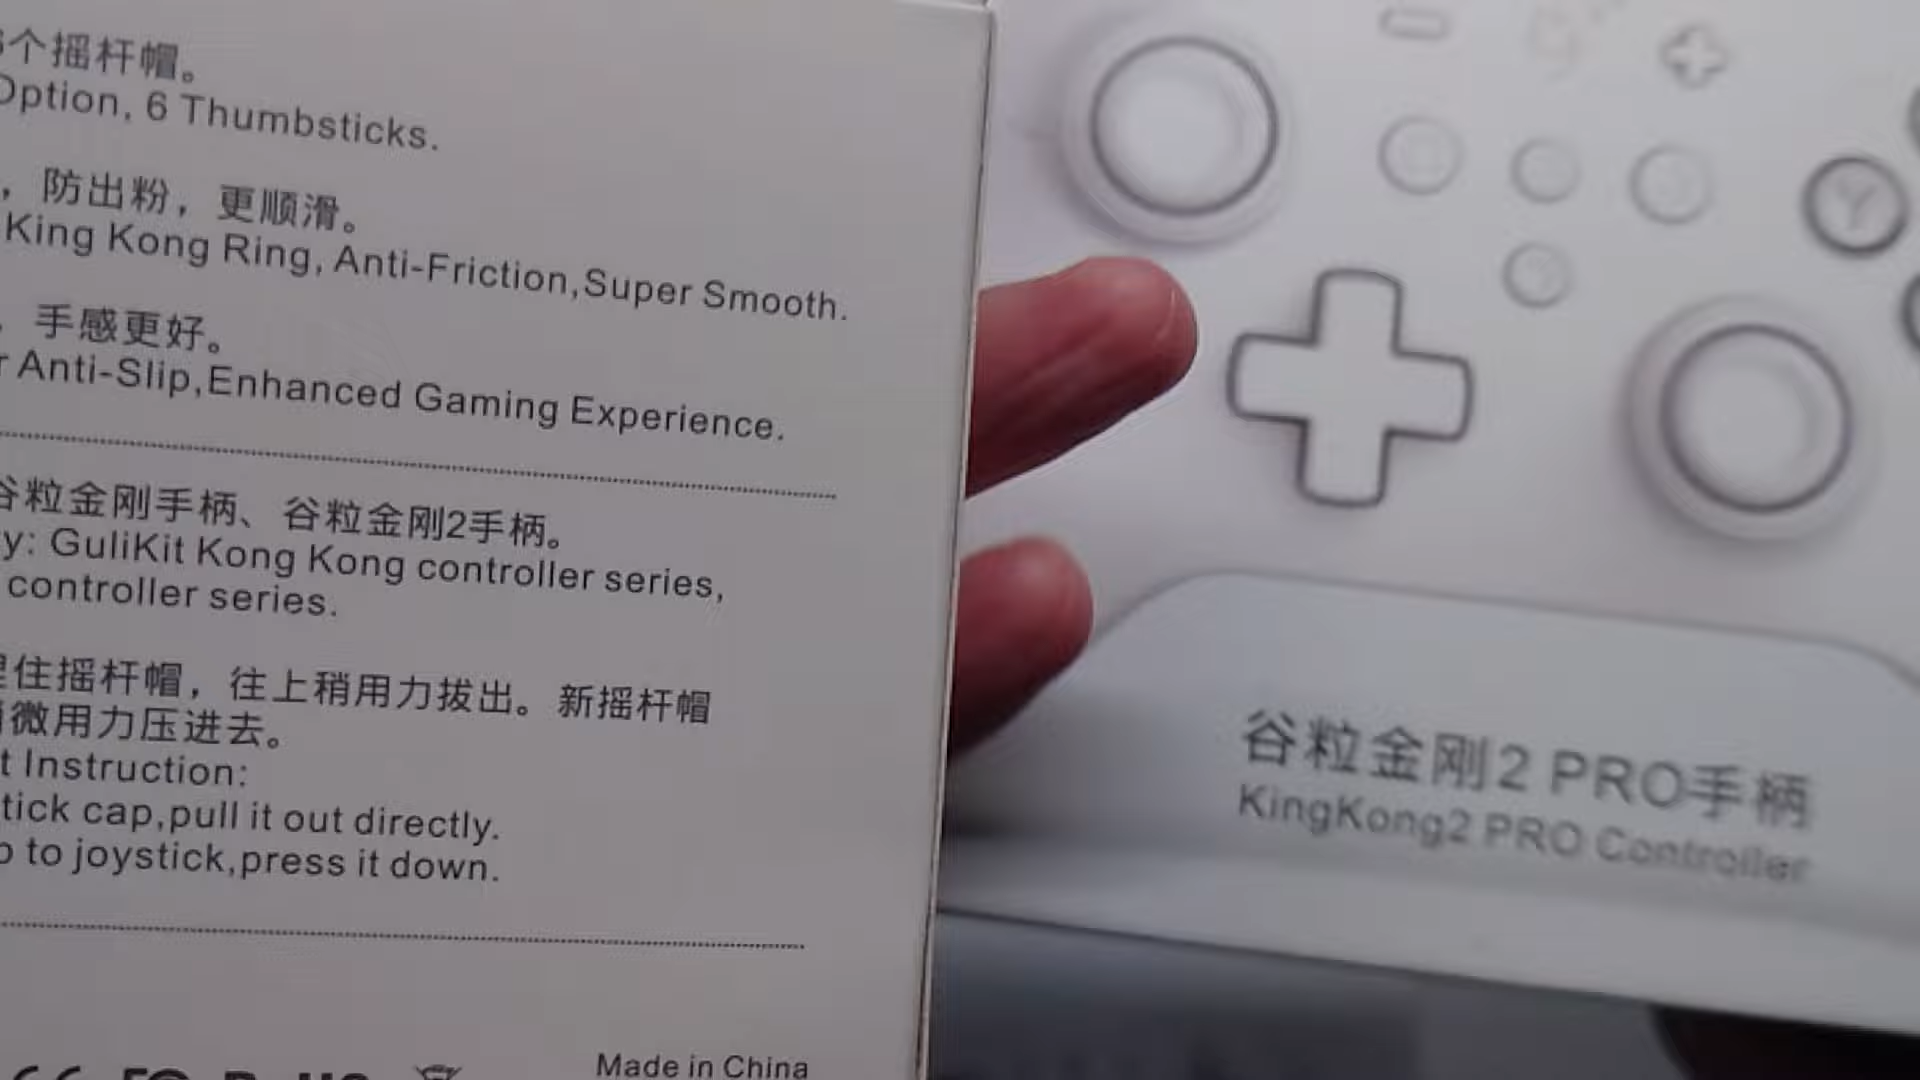 个摇杆帽。
Option, 6 Thumbsticks.
，防出粉，更顺滑。
King Kong Ring, Anti-Friction,Super Smooth.
，手感更好。
r Anti-Slip,Enhanced Gaming Experience.
谷粒金刚手柄、谷粒金刚2手柄。
y: GuliKit Kong Kong controller series,
controller series.
住摇杆帽，往上稍用力拔出。新摇杆帽
微用力压进去。
t Instruction:
tick cap,pull it out directly.
to joystick,press it down.
Made in China
Y
谷粒金刚2 PRO手柄
KingKong2 PRO Controller